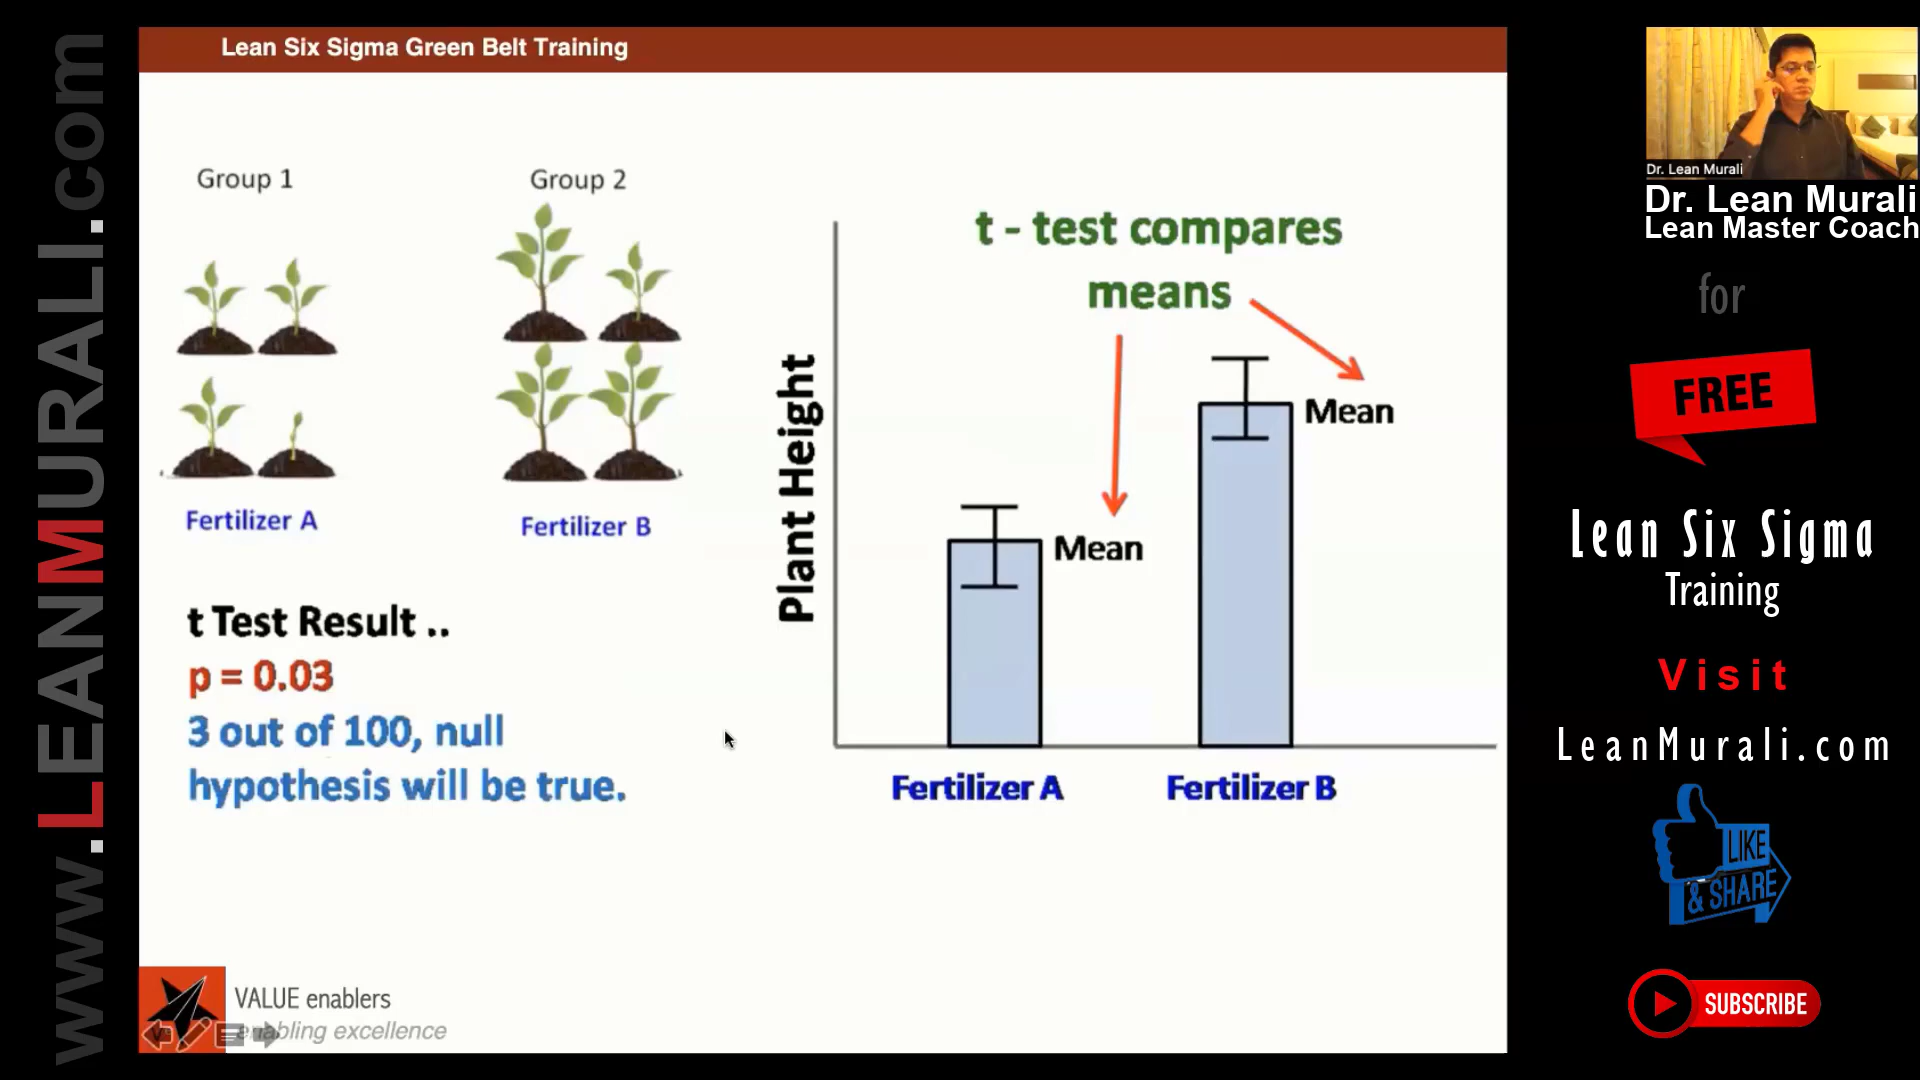 www.LEANMURALI.com
Lean Six Sigma Green Belt Training
Group 1
Group 2
Fertilizer A
Fertilizer B
t Test Result ..
p = 0.03
3 out of 100, null
hypothesis will be true.
t - test compares
means
Plant Height
Mean
Mean
Fertilizer A
Fertilizer B
VALUE enablers
enabling excellence
Dr. Lean Murali
Dr. Lean Murali
Lean Master Coach
for
FREE
Lean Six Sigma
Training
Visit
LeanMurali.com
LIKE
& SHARE
SUBSCRIBE